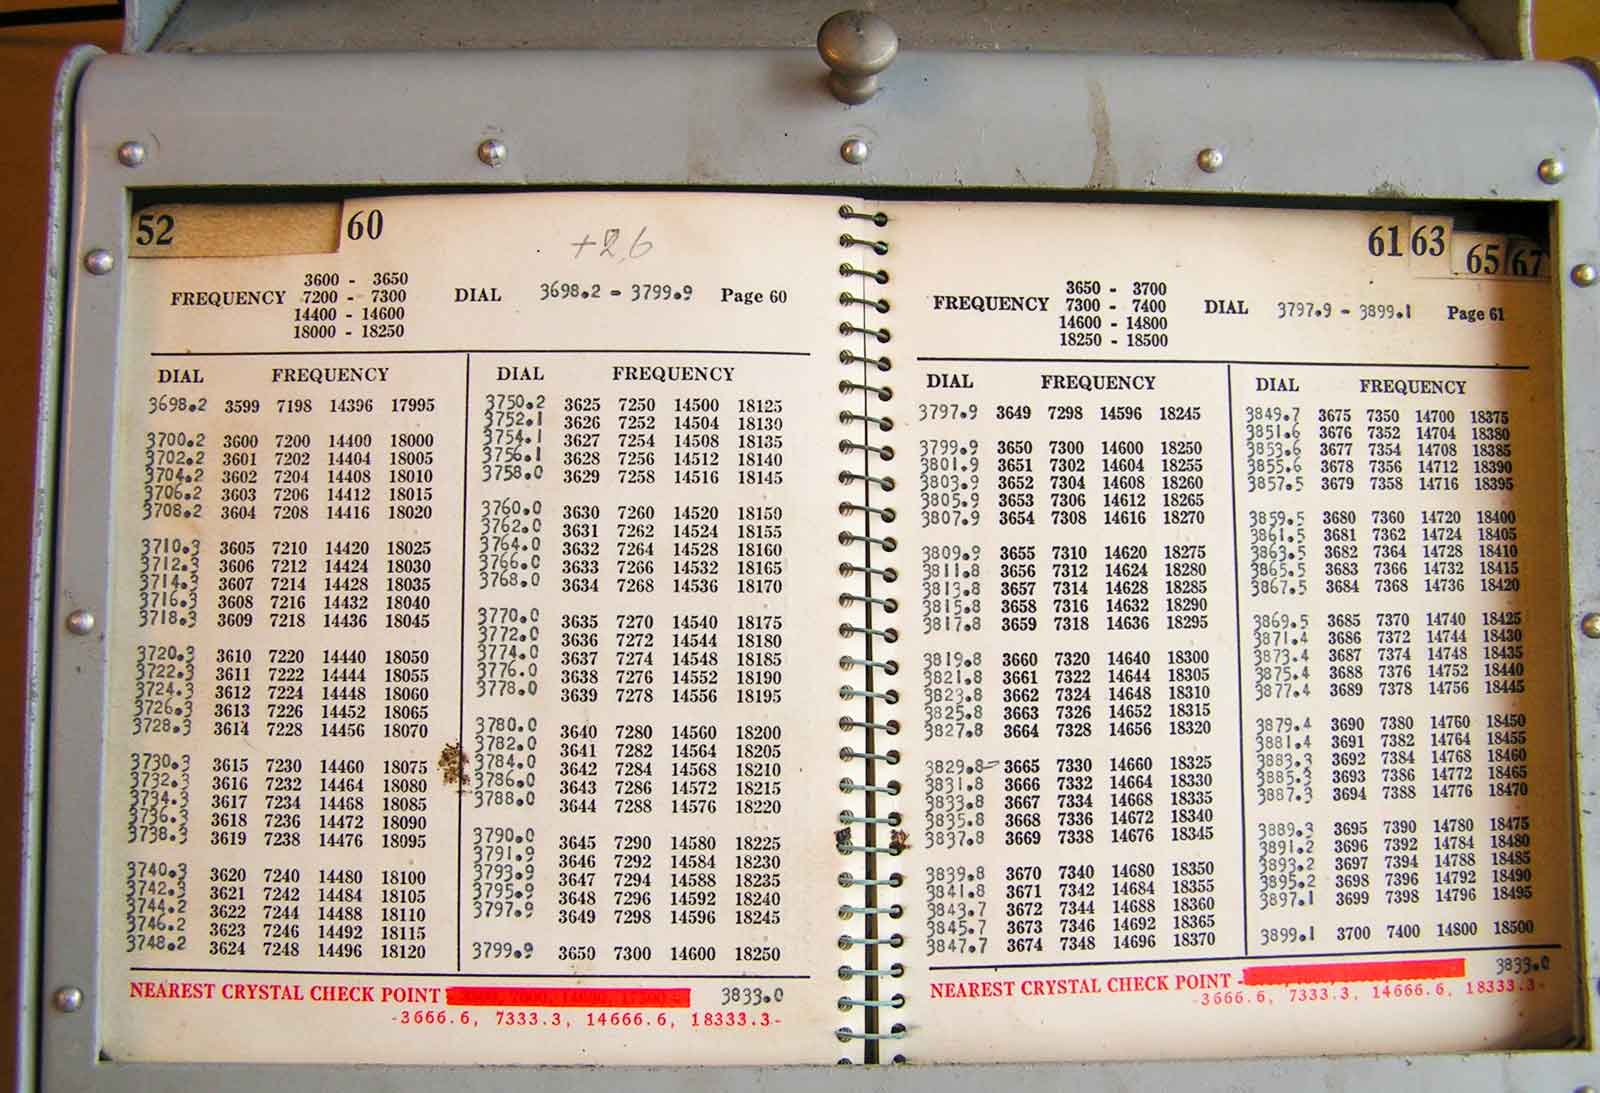 52 60
+2,6
FREQUENCY 3600 - 3650
7200 - 7300
14400 - 14600
18000 - 18250
DIAL 3698.2 - 3799.9 Page 60
DIAL FREQUENCY
3698.2 3599 7198 14396 17995
3700.2 3600 7200 14400 18000
3702.2 3601 7202 14404 18005
3704.2 3602 7204 14408 18010
3706.2 3603 7206 14412 18015
3708.2 3604 7208 14416 18020
3710.3 3605 7210 14420 18025
3712.3 3606 7212 14424 18030
3714.3 3607 7214 14428 18035
3716.3 3608 7216 14432 18040
3718.3 3609 7218 14436 18045
3720.3 3610 7220 14440 18050
3722.3 3611 7222 14444 18055
3724.3 3612 7224 14448 18060
3726.3 3613 7226 14452 18065
3728.3 3614 7228 14456 18070
3730.3 3615 7230 14460 18075
3732.3 3616 7232 14464 18080
3734.3 3617 7234 14468 18085
3736.3 3618 7236 14472 18090
3738.3 3619 7238 14476 18095
3740.3 3620 7240 14480 18100
3742.3 3621 7242 14484 18105
3744.2 3622 7244 14488 18110
3746.2 3623 7246 14492 18115
3748.2 3624 7248 14496 18120
DIAL FREQUENCY
3750.2 3625 7250 14500 18125
3752.1 3626 7252 14504 18130
3754.1 3627 7254 14508 18135
3756.1 3628 7256 14512 18140
3758.0 3629 7258 14516 18145
3760.0 3630 7260 14520 18150
3762.0 3631 7262 14524 18155
3764.0 3632 7264 14528 18160
3766.0 3633 7266 14532 18165
3768.0 3634 7268 14536 18170
3770.0 3635 7270 14540 18175
3772.0 3636 7272 14544 18180
3774.0 3637 7274 14548 18185
3776.0 3638 7276 14552 18190
3778.0 3639 7278 14556 18195
3780.0 3640 7280 14560 18200
3782.0 3641 7282 14564 18205
3784.0 3642 7284 14568 18210
3786.0 3643 7286 14572 18215
3788.0 3644 7288 14576 18220
3790.0 3645 7290 14580 18225
3791.9 3646 7292 14584 18230
3793.9 3647 7294 14588 18235
3795.9 3648 7296 14592 18240
3797.9 3649 7298 14596 18245
3799.9 3650 7300 14600 18250
NEAREST CRYSTAL CHECK POINT 3833.0
-3666.6, 7333.3, 14666.6, 18333.3-
61 63 65 67
FREQUENCY 3650 - 3700
7300 - 7400
14600 - 14800
18250 - 18500
DIAL 3797.9 - 3899.1 Page 61
DIAL FREQUENCY
3797.9 3649 7298 14596 18245
3799.9 3650 7300 14600 18250
3801.9 3651 7302 14604 18255
3803.9 3652 7304 14608 18260
3805.9 3653 7306 14612 18265
3807.9 3654 7308 14616 18270
3809.9 3655 7310 14620 18275
3811.8 3656 7312 14624 18280
3813.8 3657 7314 14628 18285
3815.8 3658 7316 14632 18290
3817.8 3659 7318 14636 18295
3819.8 3660 7320 14640 18300
3821.8 3661 7322 14644 18305
3823.8 3662 7324 14648 18310
3825.8 3663 7326 14652 18315
3827.8 3664 7328 14656 18320
3829.8 3665 7330 14660 18325
3831.8 3666 7332 14664 18330
3833.8 3667 7334 14668 18335
3835.8 3668 7336 14672 18340
3837.8 3669 7338 14676 18345
3839.8 3670 7340 14680 18350
3841.8 3671 7342 14684 18355
3843.7 3672 7344 14688 18360
3845.7 3673 7346 14692 18365
3847.7 3674 7348 14696 18370
DIAL FREQUENCY
3849.7 3675 7350 14700 18375
3851.6 3676 7352 14704 18380
3853.6 3677 7354 14708 18385
3855.6 3678 7356 14712 18390
3857.5 3679 7358 14716 18395
3859.5 3680 7360 14720 18400
3861.5 3681 7362 14724 18405
3863.5 3682 7364 14728 18410
3865.5 3683 7366 14732 18415
3867.5 3684 7368 14736 18420
3869.5 3685 7370 14740 18425
3871.4 3686 7372 14744 18430
3873.4 3687 7374 14748 18435
3875.4 3688 7376 14752 18440
3877.4 3689 7378 14756 18445
3879.4 3690 7380 14760 18450
3881.4 3691 7382 14764 18455
3883.3 3692 7384 14768 18460
3885.3 3693 7386 14772 18465
3887.3 3694 7388 14776 18470
3889.3 3695 7390 14780 18475
3891.2 3696 7392 14784 18480
3893.2 3697 7394 14788 18485
3895.2 3698 7396 14792 18490
3897.1 3699 7398 14796 18495
3899.1 3700 7400 14800 18500
NEAREST CRYSTAL CHECK POINT - 3833.0
-3666.6, 7333.3, 14666.6, 18333.3-